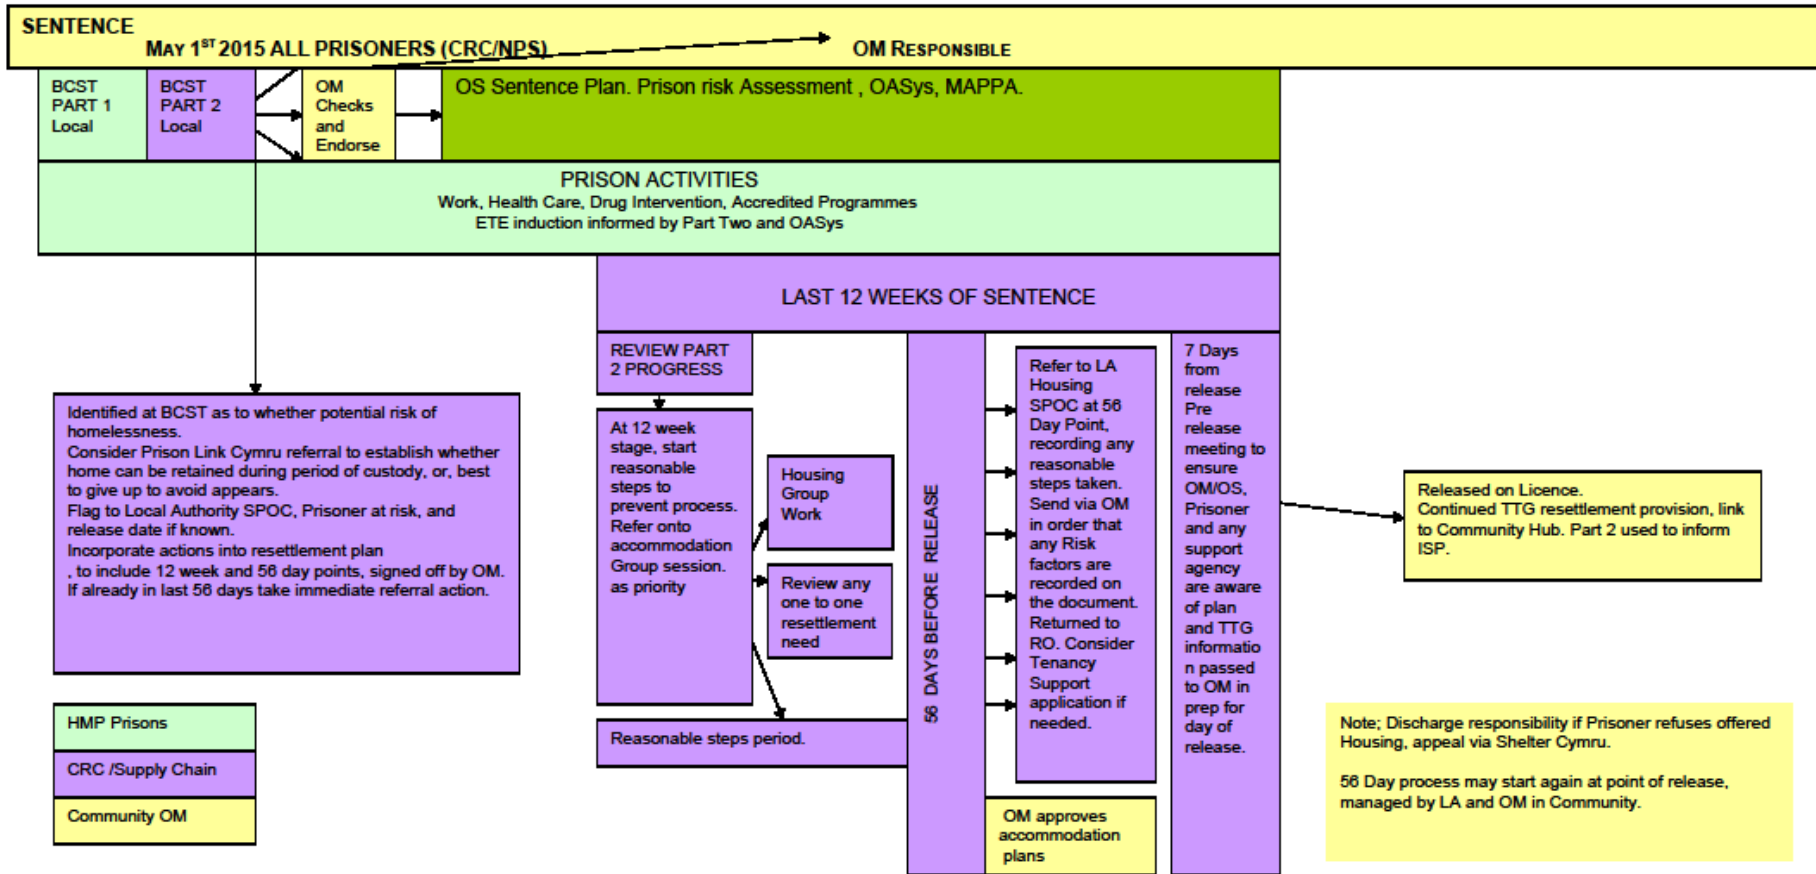 SENTENCE
MAY 1ST 2015 ALL PRISONERS (CRC/NPS)
OM RESPONSIBLE
BCST
PART 1
Local
BCST
PART 2
Local
OM
Checks
and
Endorse
OS Sentence Plan. Prison risk Assessment , OASys, MAPPA.
PRISON ACTIVITIES
Work, Health Care, Drug Intervention, Accredited Programmes
ETE induction informed by Part Two and OASys
LAST 12 WEEKS OF SENTENCE
Identified at BCST as to whether potential risk of
homelessness.
Consider Prison Link Cymru referral to establish whether
home can be retained during period of custody, or, best
to give up to avoid appears.
Flag to Local Authority SPOC, Prisoner at risk, and
release date if known.
Incorporate actions into resettlement plan
, to include 12 week and 56 day points, signed off by OM.
If already in last 56 days take immediate referral action.
REVIEW PART
2 PROGRESS
At 12 week
stage, start
reasonable
steps to
prevent process.
Refer onto
accommodation
Group session.
as priority
Housing
Group
Work
Review any
one to one
resettlement
need
Reasonable steps period.
56 DAYS BEFORE RELEASE
Refer to LA
Housing
SPOC at 56
Day Point,
recording any
reasonable
steps taken.
Send via OM
in order that
any Risk
factors are
recorded on
the document.
Returned to
RO. Consider
Tenancy
Support
application if
needed.
OM approves
accommodation
plans
7 Days
from
release
Pre
release
meeting to
ensure
OM/OS,
Prisoner
and any
support
agency
are aware
of plan
and TTG
informatio
n passed
to OM in
prep for
day of
release.
Released on Licence.
Continued TTG resettlement provision, link
to Community Hub. Part 2 used to inform
ISP.
HMP Prisons
CRC /Supply Chain
Community OM
Note; Discharge responsibility if Prisoner refuses offered
Housing, appeal via Shelter Cymru.
56 Day process may start again at point of release,
managed by LA and OM in Community.